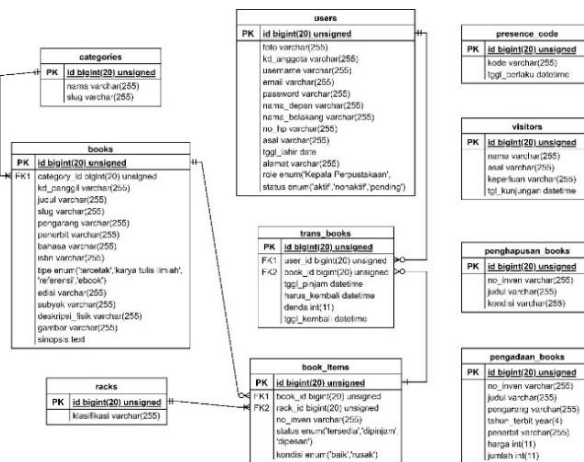 categories
PK id bigint(20) unsigned
nama varchar(255)
slug varchar(255)
books
PK id bigint(20) unsigned
FK1 category_id bigint(20) unsigned
kd_panggil varchar(255)
judul varchar(255)
slug varchar(255)
pengarang varchar(255)
penerbit varchar(255)
bahasa varchar(255)
isbn varchar(255)
tipe enum('tercetak','karya tulis ilmiah',
'referensi','ebook')
edisi varchar(255)
subyek varchar(255)
deskripsi_fisik varchar(255)
gambar varchar(255)
sinopsis text
racks
PK id bigint(20) unsigned
klasifikasi varchar(255)
users
PK id bigint(20) unsigned
foto varchar(255)
kd_anggota varchar(255)
username varchar(255)
email varchar(255)
password varchar(255)
nama_depan varchar(255)
nama_belakang varchar(255)
no_hp varchar(255)
asal varchar(255)
tggl_lahir date
alamat varchar(255)
role enum('Kepala Perpustakaan',
status enum('aktif','nonaktif','pending')
trans_books
PK id bigint(20) unsigned
FK1 user_id bigint(20) unsigned
FK2 book_id bigint(20) unsigned
tggl_pinjam datetime
harus_kembali datetime
denda int(11)
tggl_kembali datetime
book_items
PK id bigint(20) unsigned
FK1 book_id bigint(20) unsigned
FK2 rack_id bigint(20) unsigned
no_inven varchar(255)
status enum('tersedia','dipinjam'
'dipesan')
kondisi enum('baik','rusak')
presence_code
PK id bigint(20) unsigned
kode varchar(255)
tggl_berlaku datetime
visitors
PK id bigint(20) unsigned
nama varchar(255)
asal varchar(255)
keperluan varchar(255)
tgl_kunjungan datetime
penghapusan_books
PK id bigint(20) unsigned
no_inven varchar(255)
judul varchar(255)
kondisi varchar(255)
pengadaan_books
PK id bigint(20) unsigned
no_inven varchar(255)
judul varchar(255)
pengarang varchar(255)
tahun_terbit year(4)
penerbit varchar(255)
harga int(11)
jumlah int(11)